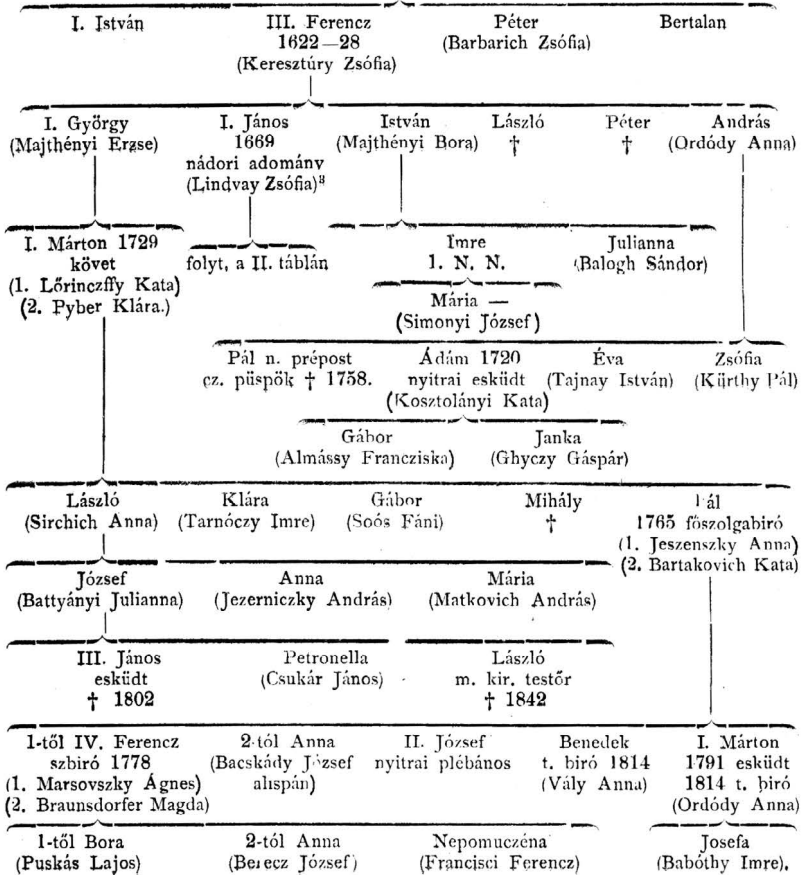 I. István III. Ferencz Péter Bertalan
1622—28 (Barbarich Zsófia)
(Keresztúry Zsófia)
I. György I. János István László Péter András
(Majthényi Erzse) 1669 (Majthényi Bora) † † (Ordódy Anna)
nádori adomány
(Lindvay Zsófia)³
I. Márton 1729 folyt, a II. táblán Imre Julianna
követ 1. N. N. (Balogh Sándor)
(1. Lőrinczffy Kata) Mária —
(2. Pyber Klára.) (Simonyi József)
Pál n. prépost Ádám 1720 Éva Zsófia
cz. püspök † 1758. nyitrai esküdt (Tajnay István) (Kürthy Pál)
(Kosztolányi Kata)
Gábor Janka
(Almássy Francziska) (Ghyczy Gáspár)
László Klára Gábor Mihály Pál
(Sirchich Anna) (Tarnóczy Imre) (Soós Fáni) † 1765 főszolgabiró
(1. Jeszenszky Anna)
(2. Bartakovich Kata)
József Anna Mária
(Battyányi Julianna) (Jezerniczky András) (Matkovich András)
III. János Petronella László
esküdt (Csukár János) m. kir. testőr
† 1802 † 1842
1-től IV. Ferencz 2-tól Anna II. József Benedek I. Márton
szbiró 1778 (Bacskády József nyitrai plébános t. biró 1814 1791 esküdt
(1. Marsovszky Ágnes) alispán) (Vály Anna) 1814 t. biró
(2. Braunsdorfer Magda) (Ordódy Anna)
1-től Bora 2-tól Anna Nepomuczéna Josefa
(Puskás Lajos) (Berecz József) (Francisci Ferencz) (Babóthy Imre).